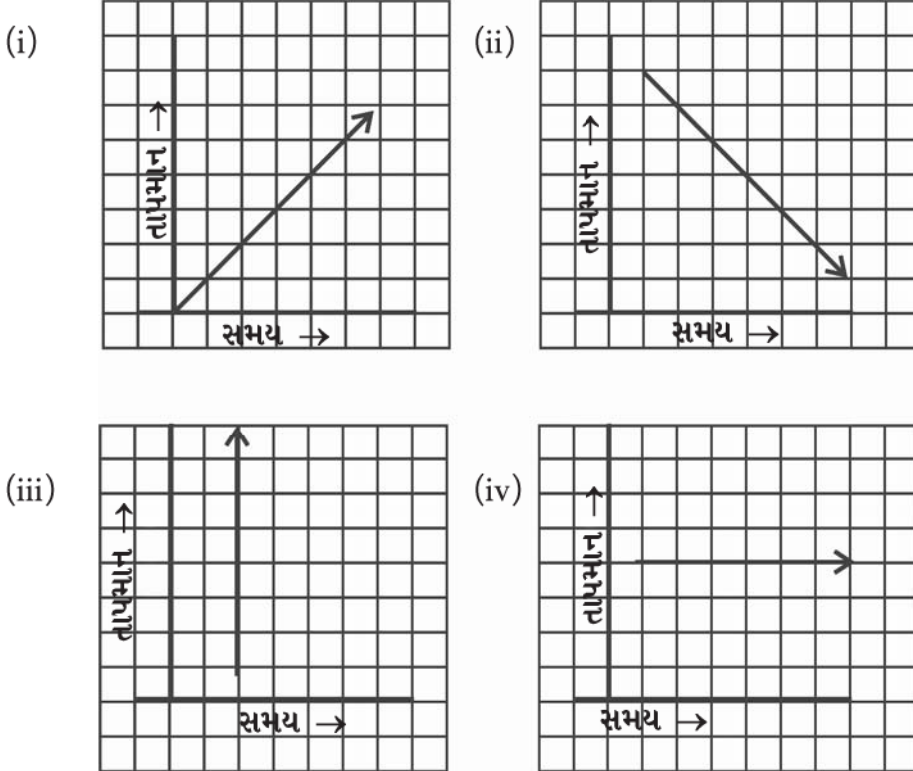 (i)
તાપમાન →
સમય →
(ii)
તાપમાન →
સમય →
(iii)
તાપમાન →
સમય →
(iv)
તાપમાન →
સમય →